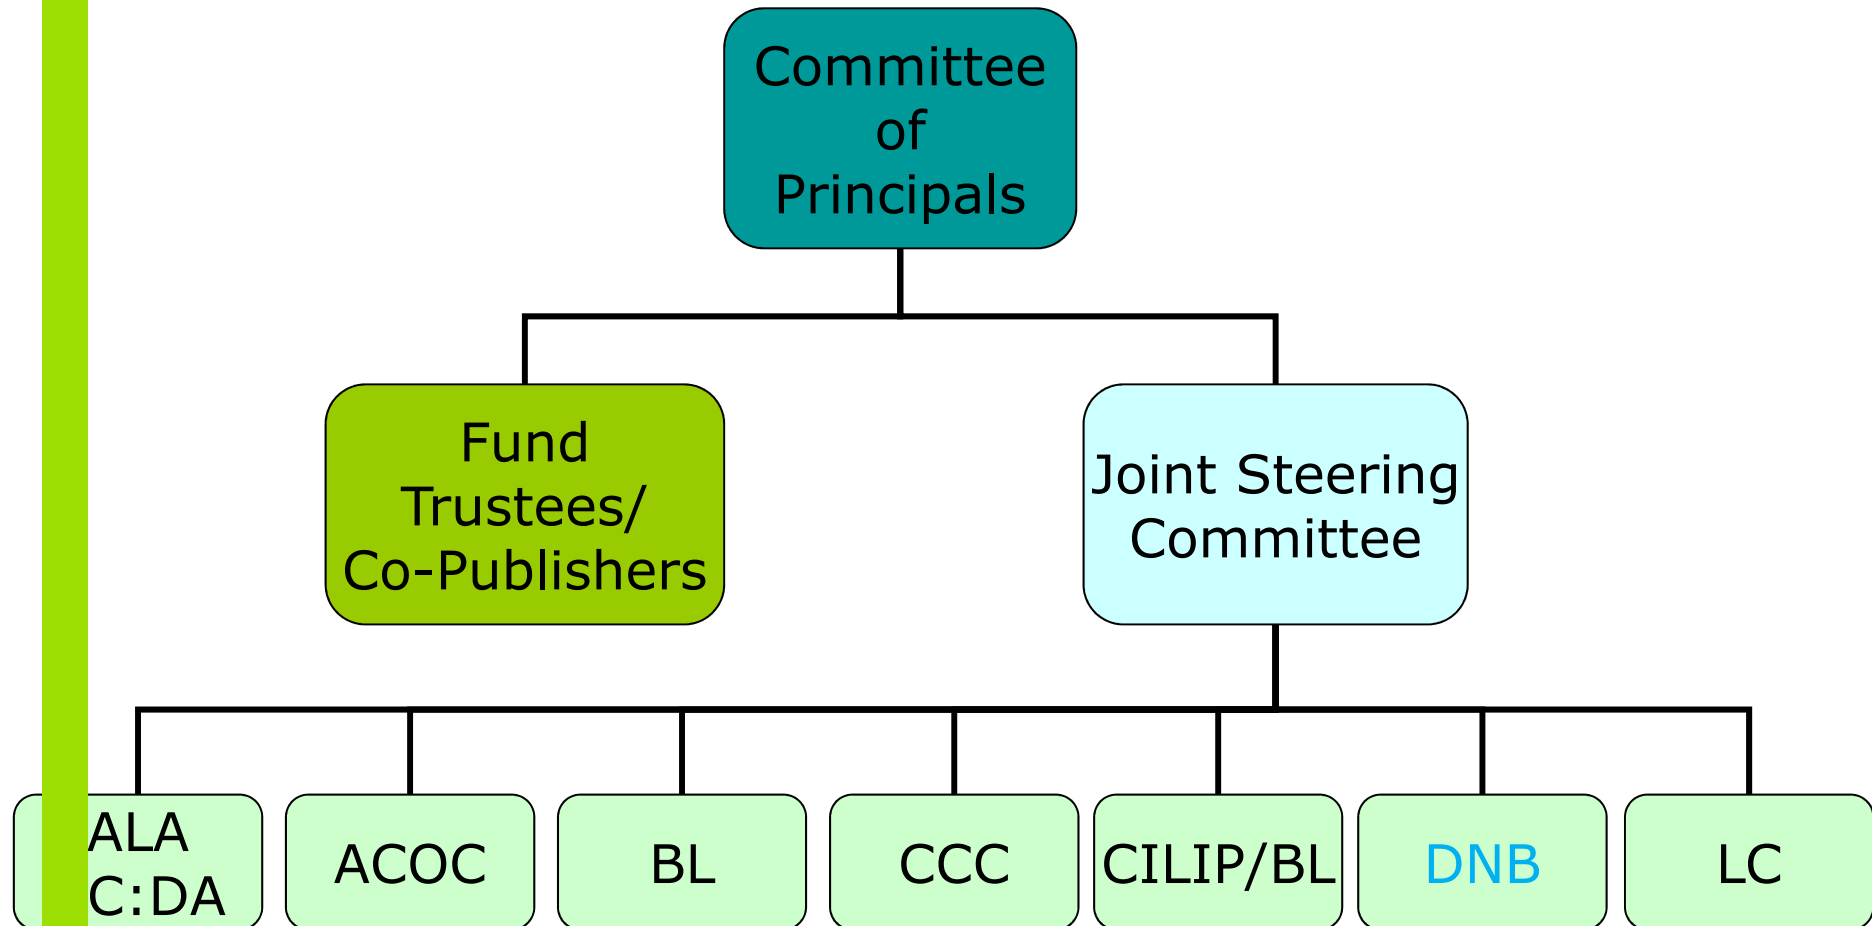 Committee
of
Principals
Fund
Trustees/
Co-Publishers
Joint Steering
Committee
ALA
C:DA
ACOC
BL
CCC
CILIP/BL
DNB
LC